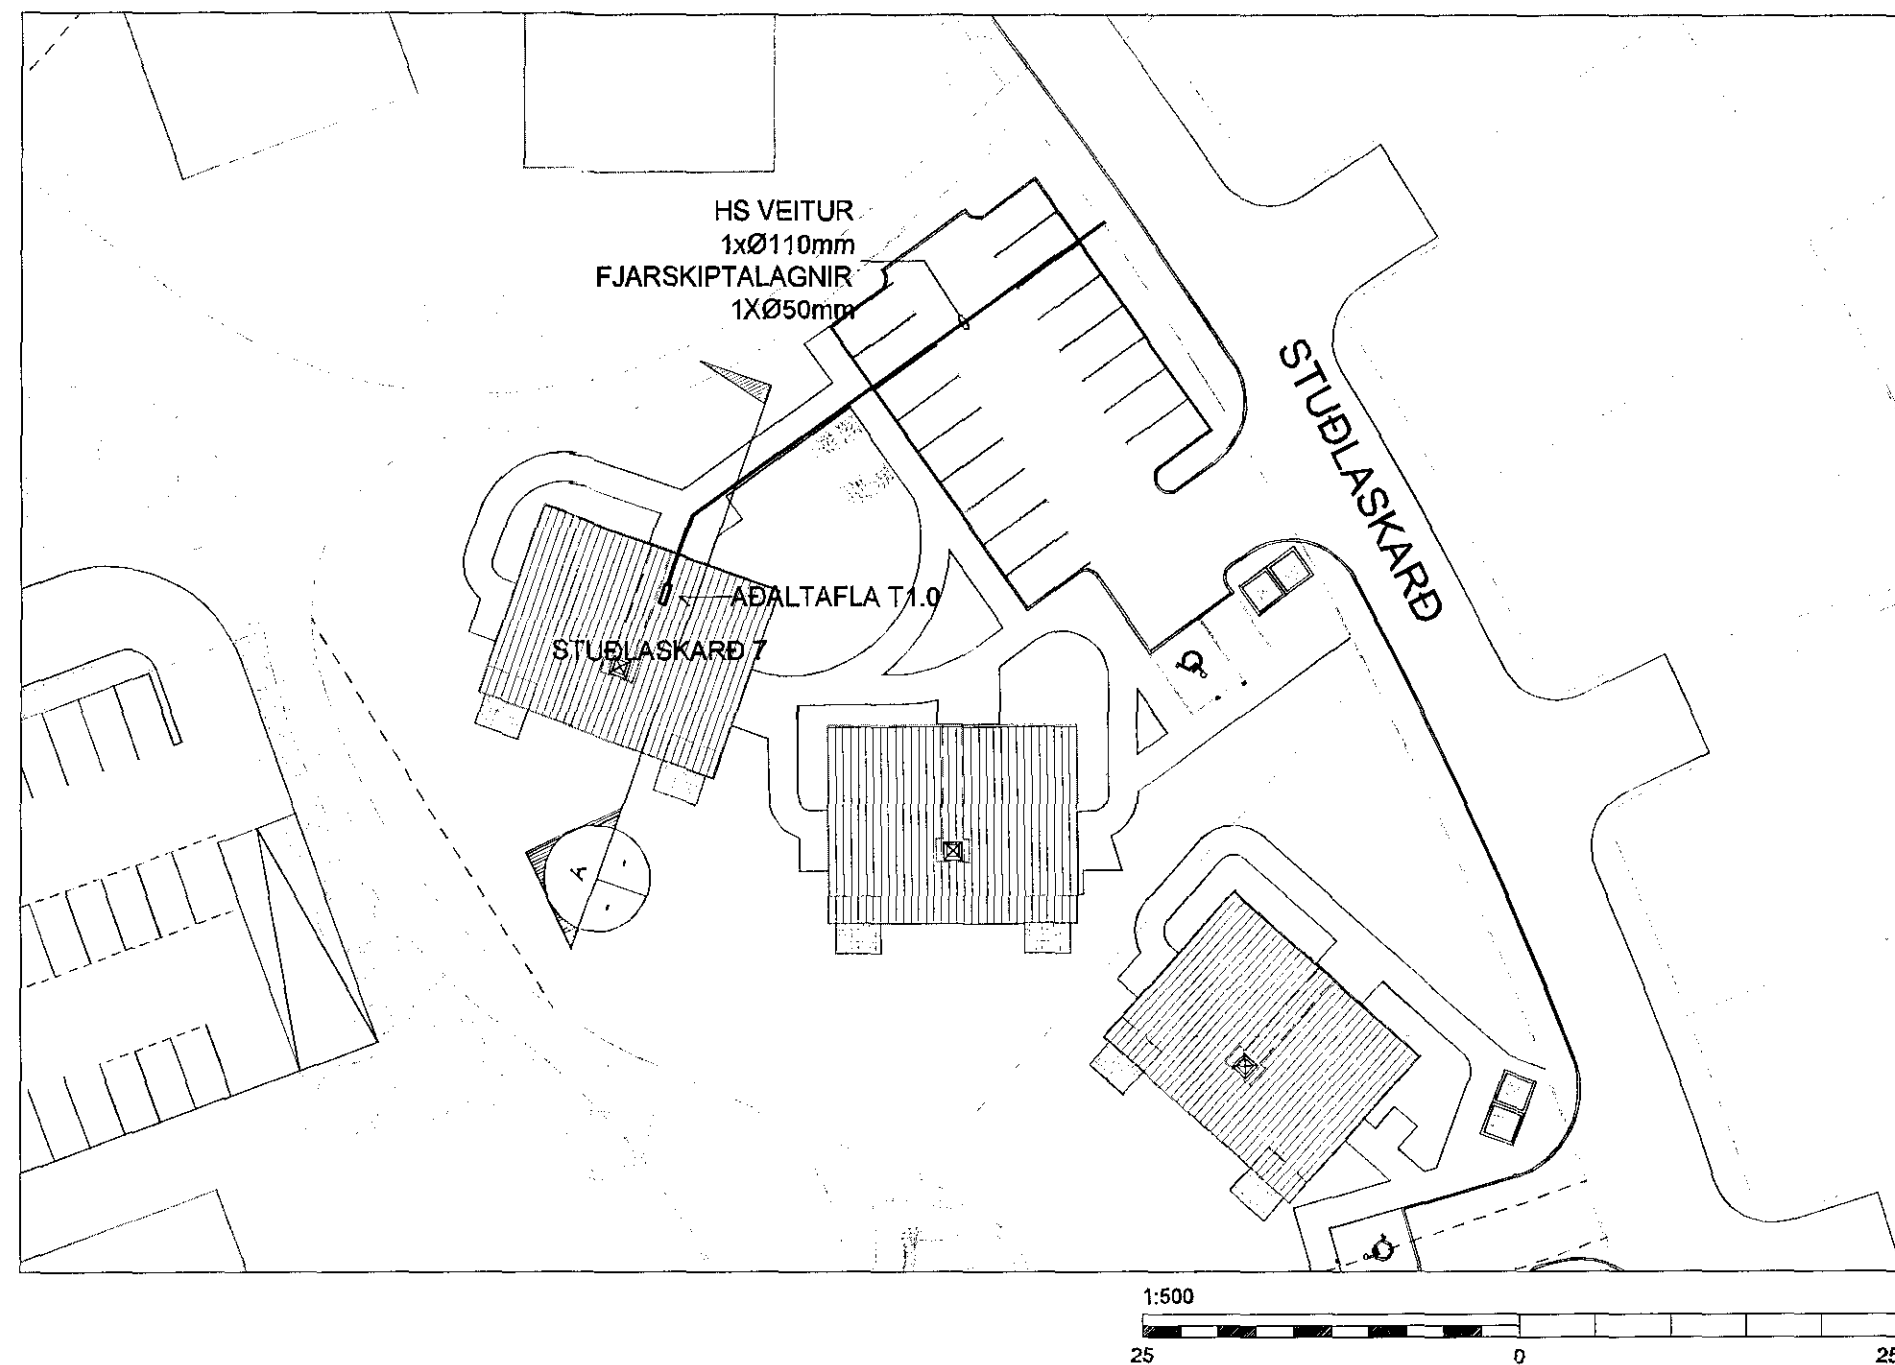 HS VEITUR
1xØ110mm
FJARSKIPTALAGNIR
1XØ50mm
STUÐLASKARÐ
AÐALTAFLA T1.0
STUÐLASKARÐ 7
A
-
-
1:500
25 0 25